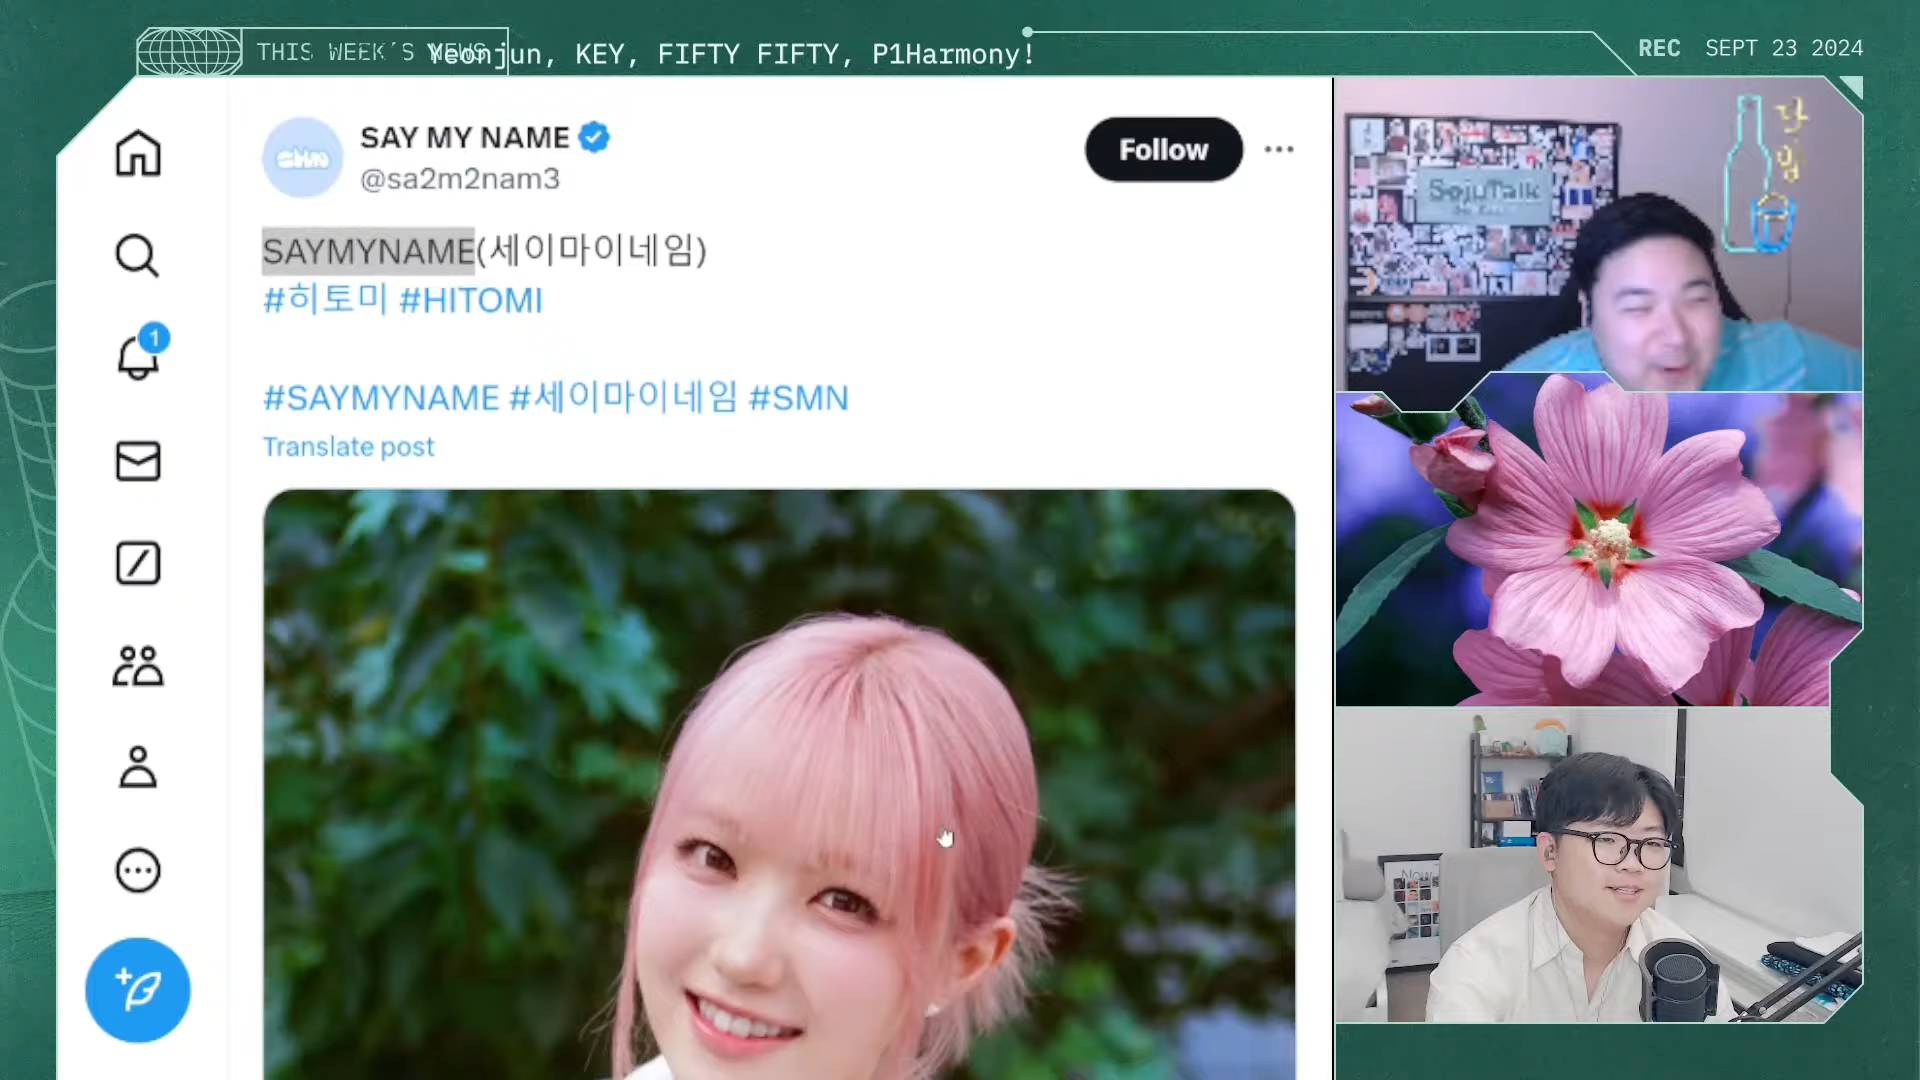 THIS WEEK'S NEWS
Yeonjun, KEY, FIFTY FIFTY, P1Harmony!
REC SEPT 23 2024
SAY MY NAME
@sa2m2nam3
Follow
SAYMYNAME(세이마이네임)
#히토미 #HITOMI
#SAYMYNAME #세이마이네임 #SMN
Translate post
1
SojuTalk